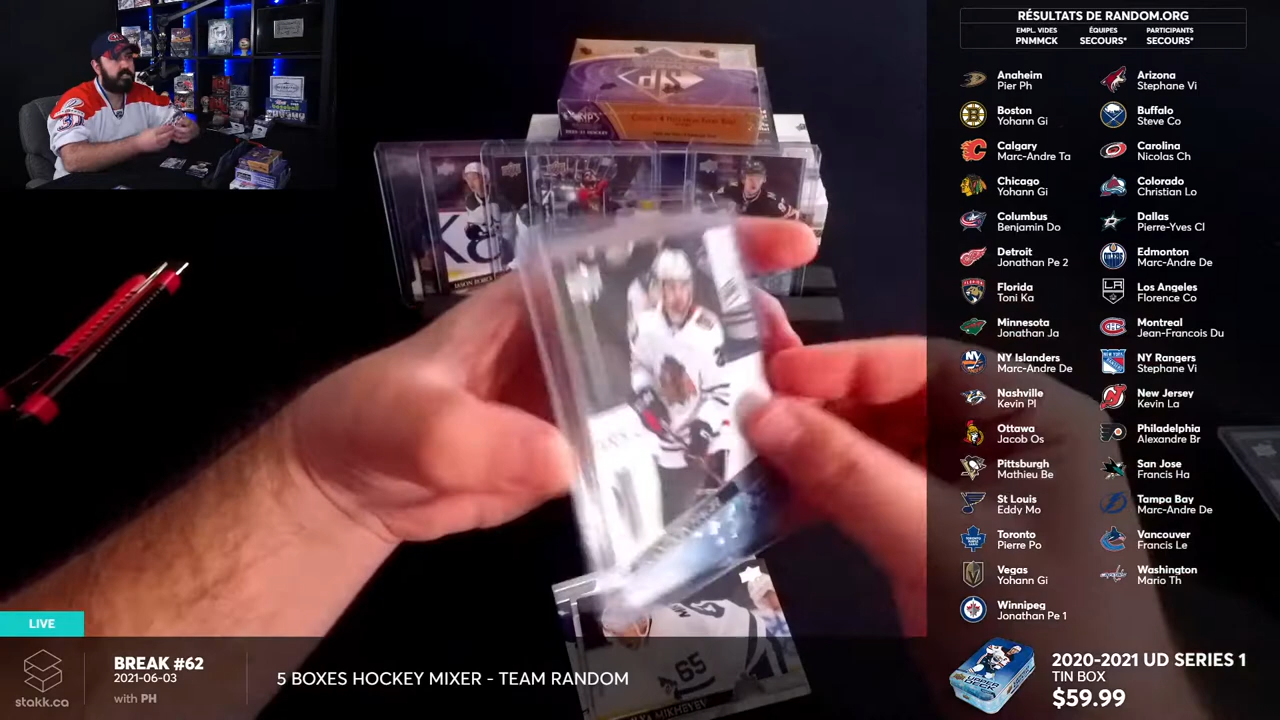 RÉSULTATS DE RANDOM.ORG
EMPL. VIDES
PNMMCK
ÉQUIPES
SECOURS*
PARTICIPANTS
SECOURS*
Anaheim
Pier Ph
Arizona
Stephane Vi
Boston
Yohann Gi
Buffalo
Steve Co
Calgary
Marc-Andre Ta
Carolina
Nicolas Ch
Chicago
Yohann Gi
Colorado
Christian Lo
Columbus
Benjamin Do
Dallas
Pierre-Yves Cl
Detroit
Jonathan Pe 2
Edmonton
Marc-Andre De
Florida
Toni Ka
Los Angeles
Florence Co
Minnesota
Jonathan Ja
Montreal
Jean-Francois Du
NY Islanders
Marc-Andre De
NY Rangers
Stephane Vi
Nashville
Kevin Pl
New Jersey
Kevin La
Ottawa
Jacob Os
Philadelphia
Alexandre Br
Pittsburgh
Mathieu Be
San Jose
Francis Ha
St Louis
Eddy Mo
Tampa Bay
Marc-Andre De
Toronto
Pierre Po
Vancouver
Francis Le
Vegas
Yohann Gi
Washington
Mario Th
Winnipeg
Jonathan Pe 1
SP
65
MIKHEYEV
LIVE
stakk.ca
BREAK #62
2021-06-03
with PH
5 BOXES HOCKEY MIXER - TEAM RANDOM
2020-2021 UD SERIES 1
TIN BOX
$59.99